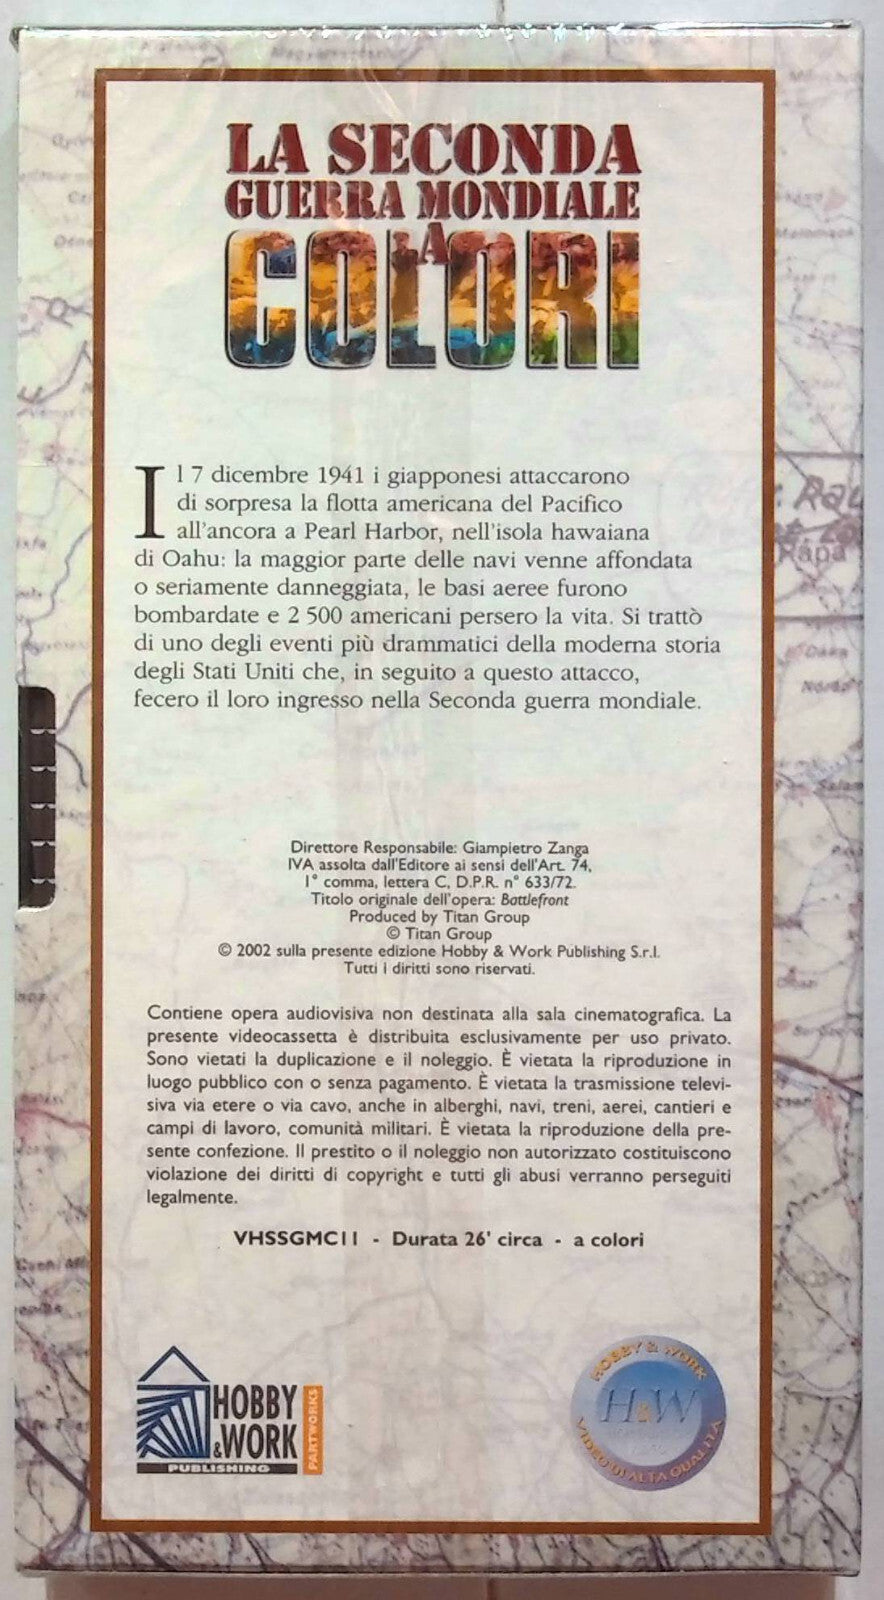 LA SECONDA
GUERRA MONDIALE
A
COLORI
Il 7 dicembre 1941 i giapponesi attaccarono
di sorpresa la flotta americana del Pacifico
all'ancora a Pearl Harbor, nell'isola hawaiana
di Oahu: la maggior parte delle navi venne affondata
o seriamente danneggiata, le basi aeree furono
bombardate e 2 500 americani persero la vita. Si trattò
di uno degli eventi più drammatici della moderna storia
degli Stati Uniti che, in seguito a questo attacco,
fecero il loro ingresso nella Seconda guerra mondiale.
Direttore Responsabile: Giampietro Zanga
IVA assolta dall'Editore ai sensi dell'Art. 74,
1° comma, lettera C, D.P.R. n° 633/72.
Titolo originale dell'opera: Battlefront
Produced by Titan Group
© Titan Group
© 2002 sulla presente edizione Hobby & Work Publishing S.r.l.
Tutti i diritti sono riservati.
Contiene opera audiovisiva non destinata alla sala cinematografica. La
presente videocassetta è distribuita esclusivamente per uso privato.
Sono vietati la duplicazione e il noleggio. È vietata la riproduzione in
luogo pubblico con o senza pagamento. È vietata la trasmissione televi-
siva via etere o via cavo, anche in alberghi, navi, treni, aerei, cantieri e
campi di lavoro, comunità militari. È vietata la riproduzione della pre-
sente confezione. Il prestito o il noleggio non autorizzato costituiscono
violazione dei diritti di copyright e tutti gli abusi verranno perseguiti
legalmente.
VHSSGMC11 - Durata 26' circa - a colori
HOBBY
&WORK
PUBLISHING
PARTWORKS
HOBBY & WORK
H&W
VIDEO DI ALTA QUALITÀ